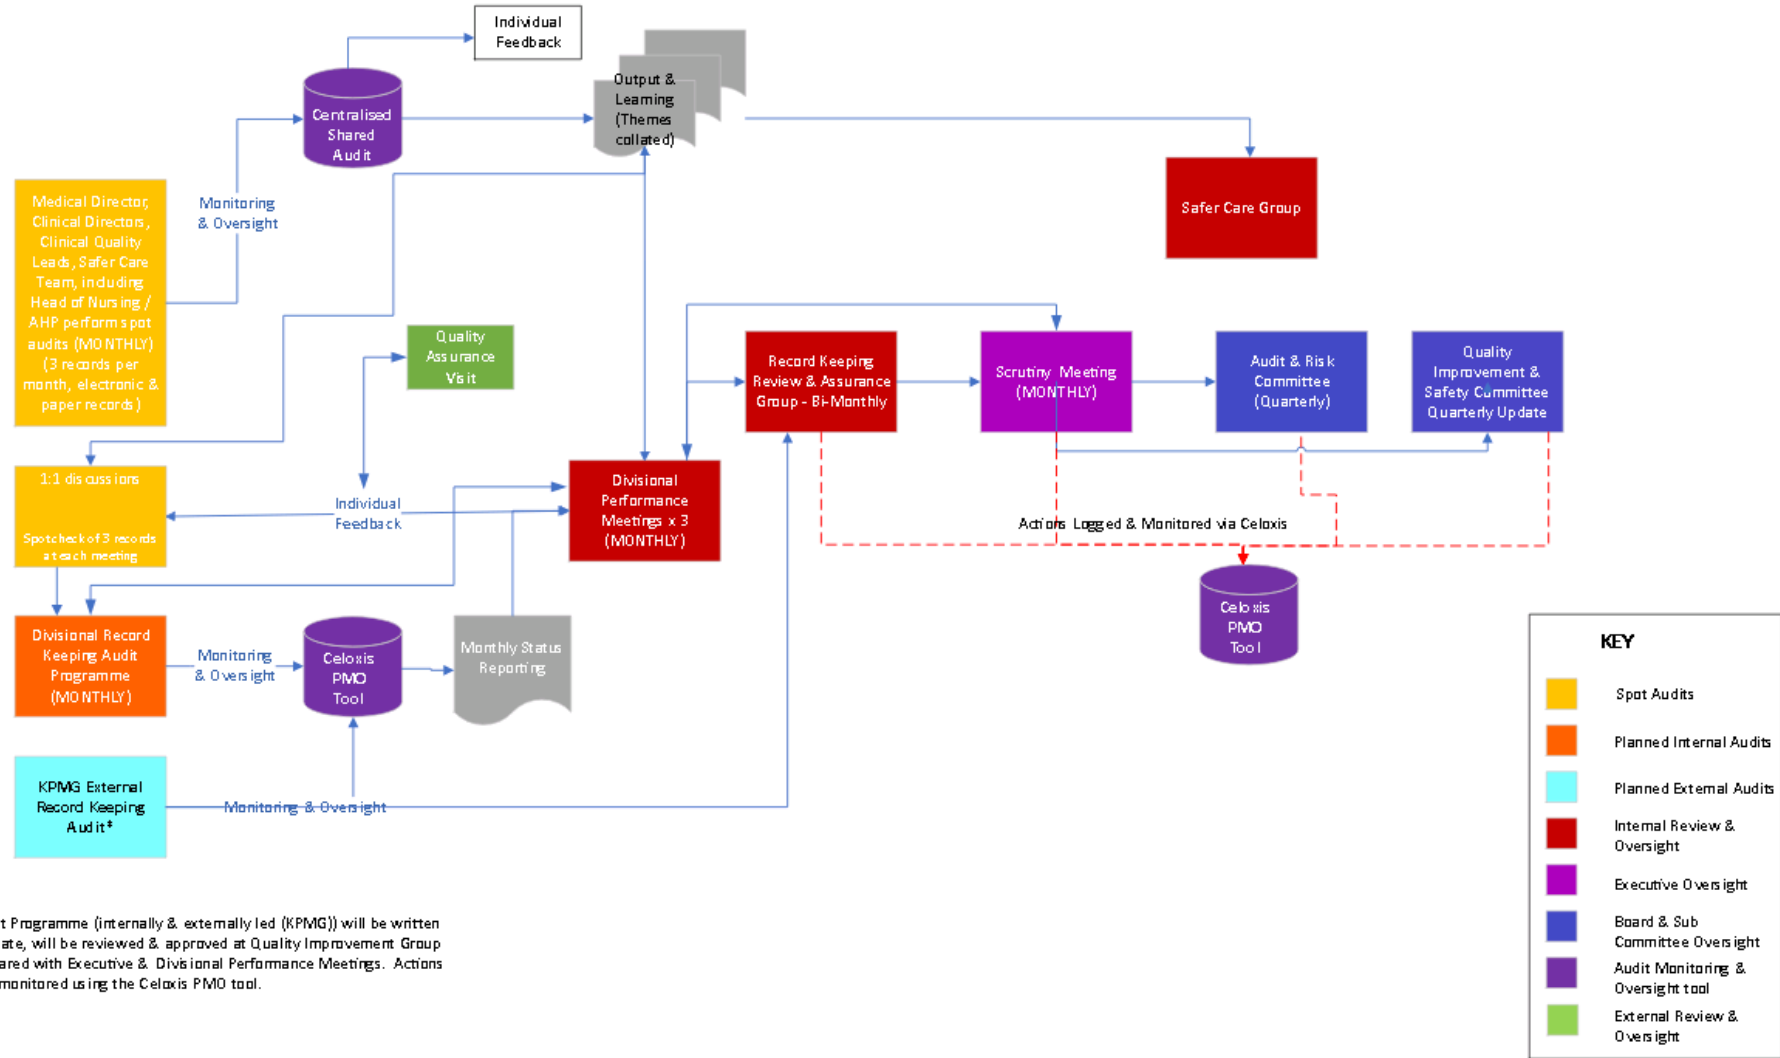 Individual
Feedback
Output &
Learning
(Themes
collated)
Centralised
Shared
Audit
Monitoring
& Oversight
Medical Director,
Clinical Directors,
Clinical Quality
Leads, Safer Care
Team, including
Head of Nursing /
AHP perform spot
audits (MONTHLY)
(3 records per
month, electronic &
paper records)
Safer Care Group
Quality
Assurance
Visit
Record Keeping
Review & Assurance
Group - Bi-Monthly
Scrutiny Meeting
(MONTHLY)
Audit & Risk
Committee
(Quarterly)
Quality
Improvement &
Safety Committee
Quarterly Update
1:1 discussions
Spot check of 3 records
at each meeting
Individual
Feedback
Divisional
Performance
Meetings x 3
(MONTHLY)
Actions Logged & Monitored via Celoxis
Celoxis
PMO
Tool
Divisional Record
Keeping Audit
Programme
(MONTHLY)
Monitoring
& Oversight
Celoxis
PMO
Tool
Monthly Status
Reporting
KPMG External
Record Keeping
Audit*
Monitoring & Oversight
KEY
Spot Audits
Planned Internal Audits
Planned External Audits
Internal Review &
Oversight
Executive Oversight
Board & Sub
Committee Oversight
Audit Monitoring &
Oversight tool
External Review &
Oversight
t Programme (internally & externally led (KPMG)) will be written
ate, will be reviewed & approved at Quality Improvement Group
ared with Executive & Divisional Performance Meetings. Actions
monitored using the Celoxis PMO tool.